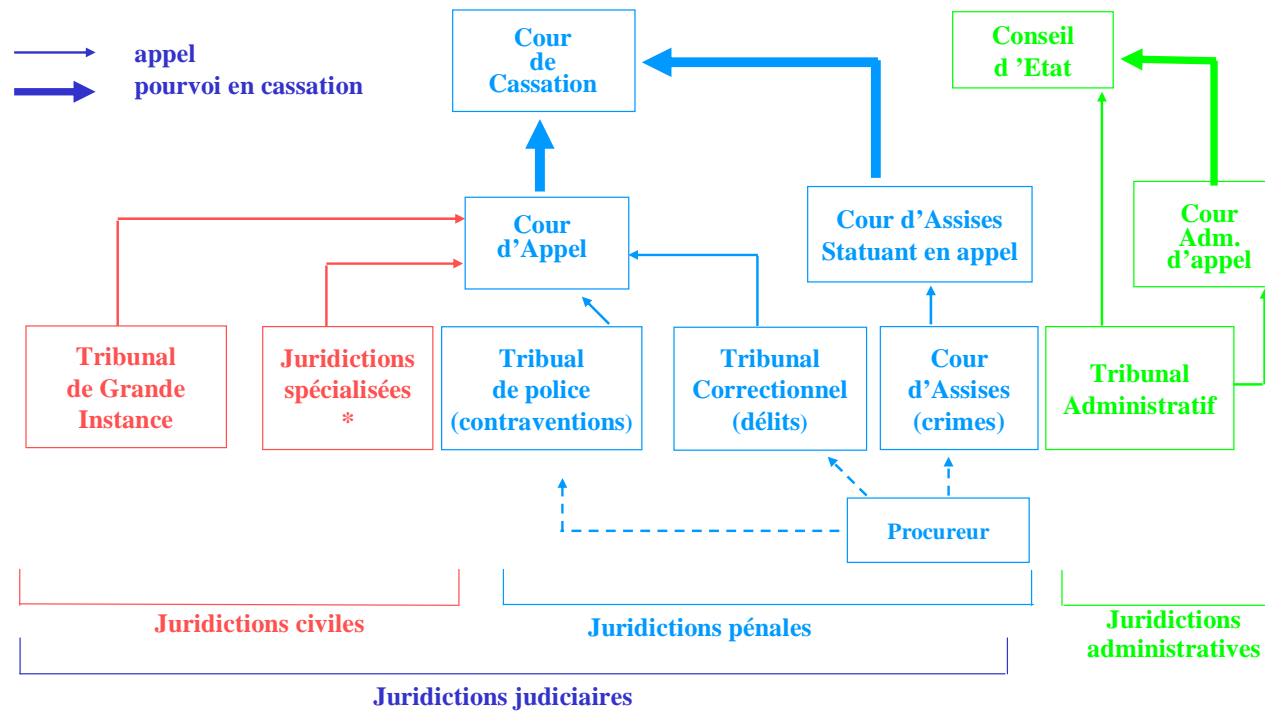 appel
pourvoi en cassation
Cour
de
Cassation
Conseil
d ’Etat
Cour
d’Appel
Cour d’Assises
Statuant en appel
Cour
Adm.
d’appel
Tribunal
de Grande
Instance
Juridictions
spécialisées
*
Tribual
de police
(contraventions)
Tribunal
Correctionnel
(délits)
Cour
d’Assises
(crimes)
Tribunal
Administratif
Procureur
Juridictions civiles
Juridictions pénales
Juridictions
administratives
Juridictions judiciaires